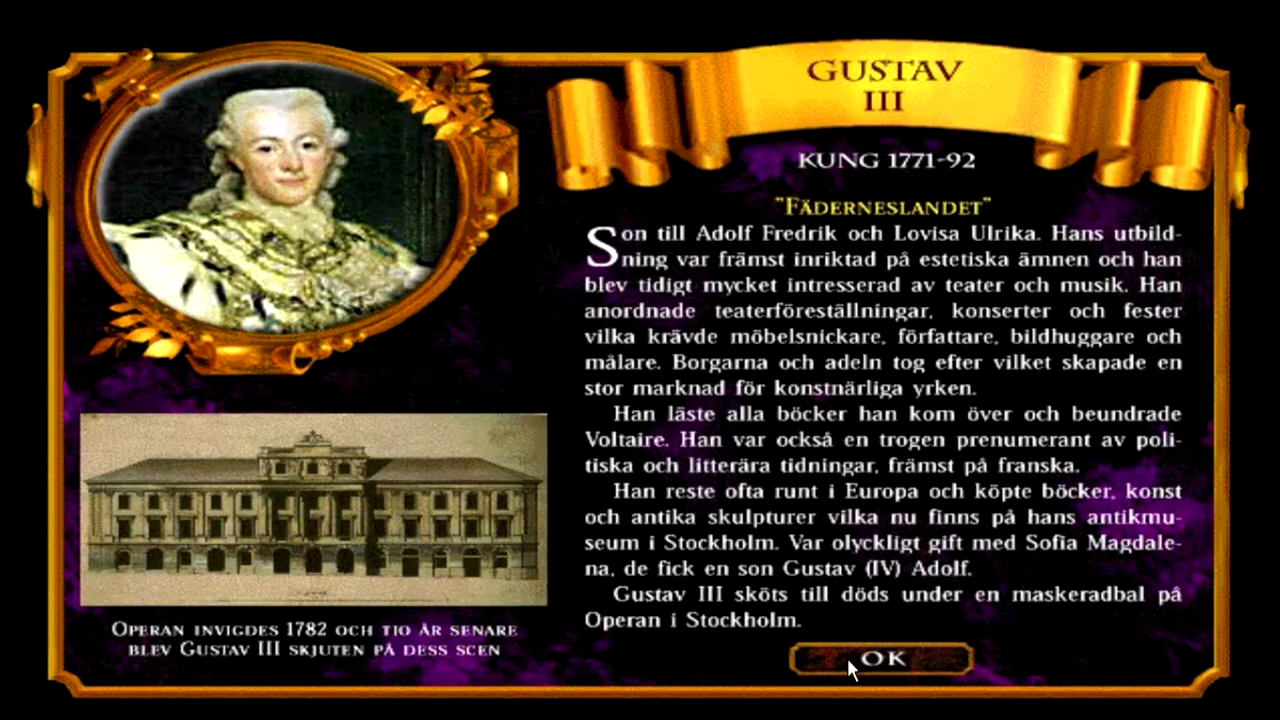 GUSTAV
III
KUNG 1771-92
"FÄDERNESLANDET"
Son till Adolf Fredrik och Lovisa Ulrika. Hans utbild-
ning var främst inriktad på estetiska ämnen och han
blev tidigt mycket intresserad av teater och musik. Han
anordnade teaterföreställningar, konserter och fester
vilka krävde möbelsnickare, författare, bildhuggare och
målare. Borgarna och adeln tog efter vilket skapade en
stor marknad för konstnärliga yrken.
Han läste alla böcker han kom över och beundrade
Voltaire. Han var också en trogen prenumerant av poli-
tiska och litterära tidningar, främst på franska.
Han reste ofta runt i Europa och köpte böcker, konst
och antika skulpturer vilka nu finns på hans antikmu-
seum i Stockholm. Var olyckligt gift med Sofia Magdale-
na, de fick en son Gustav (IV) Adolf.
Gustav III sköts till döds under en maskeradbal på
Operan i Stockholm.
OPERAN INVIGDES 1782 OCH TIO ÅR SENARE
BLEV GUSTAV III SKJUTEN PÅ DESS SCEN
OK